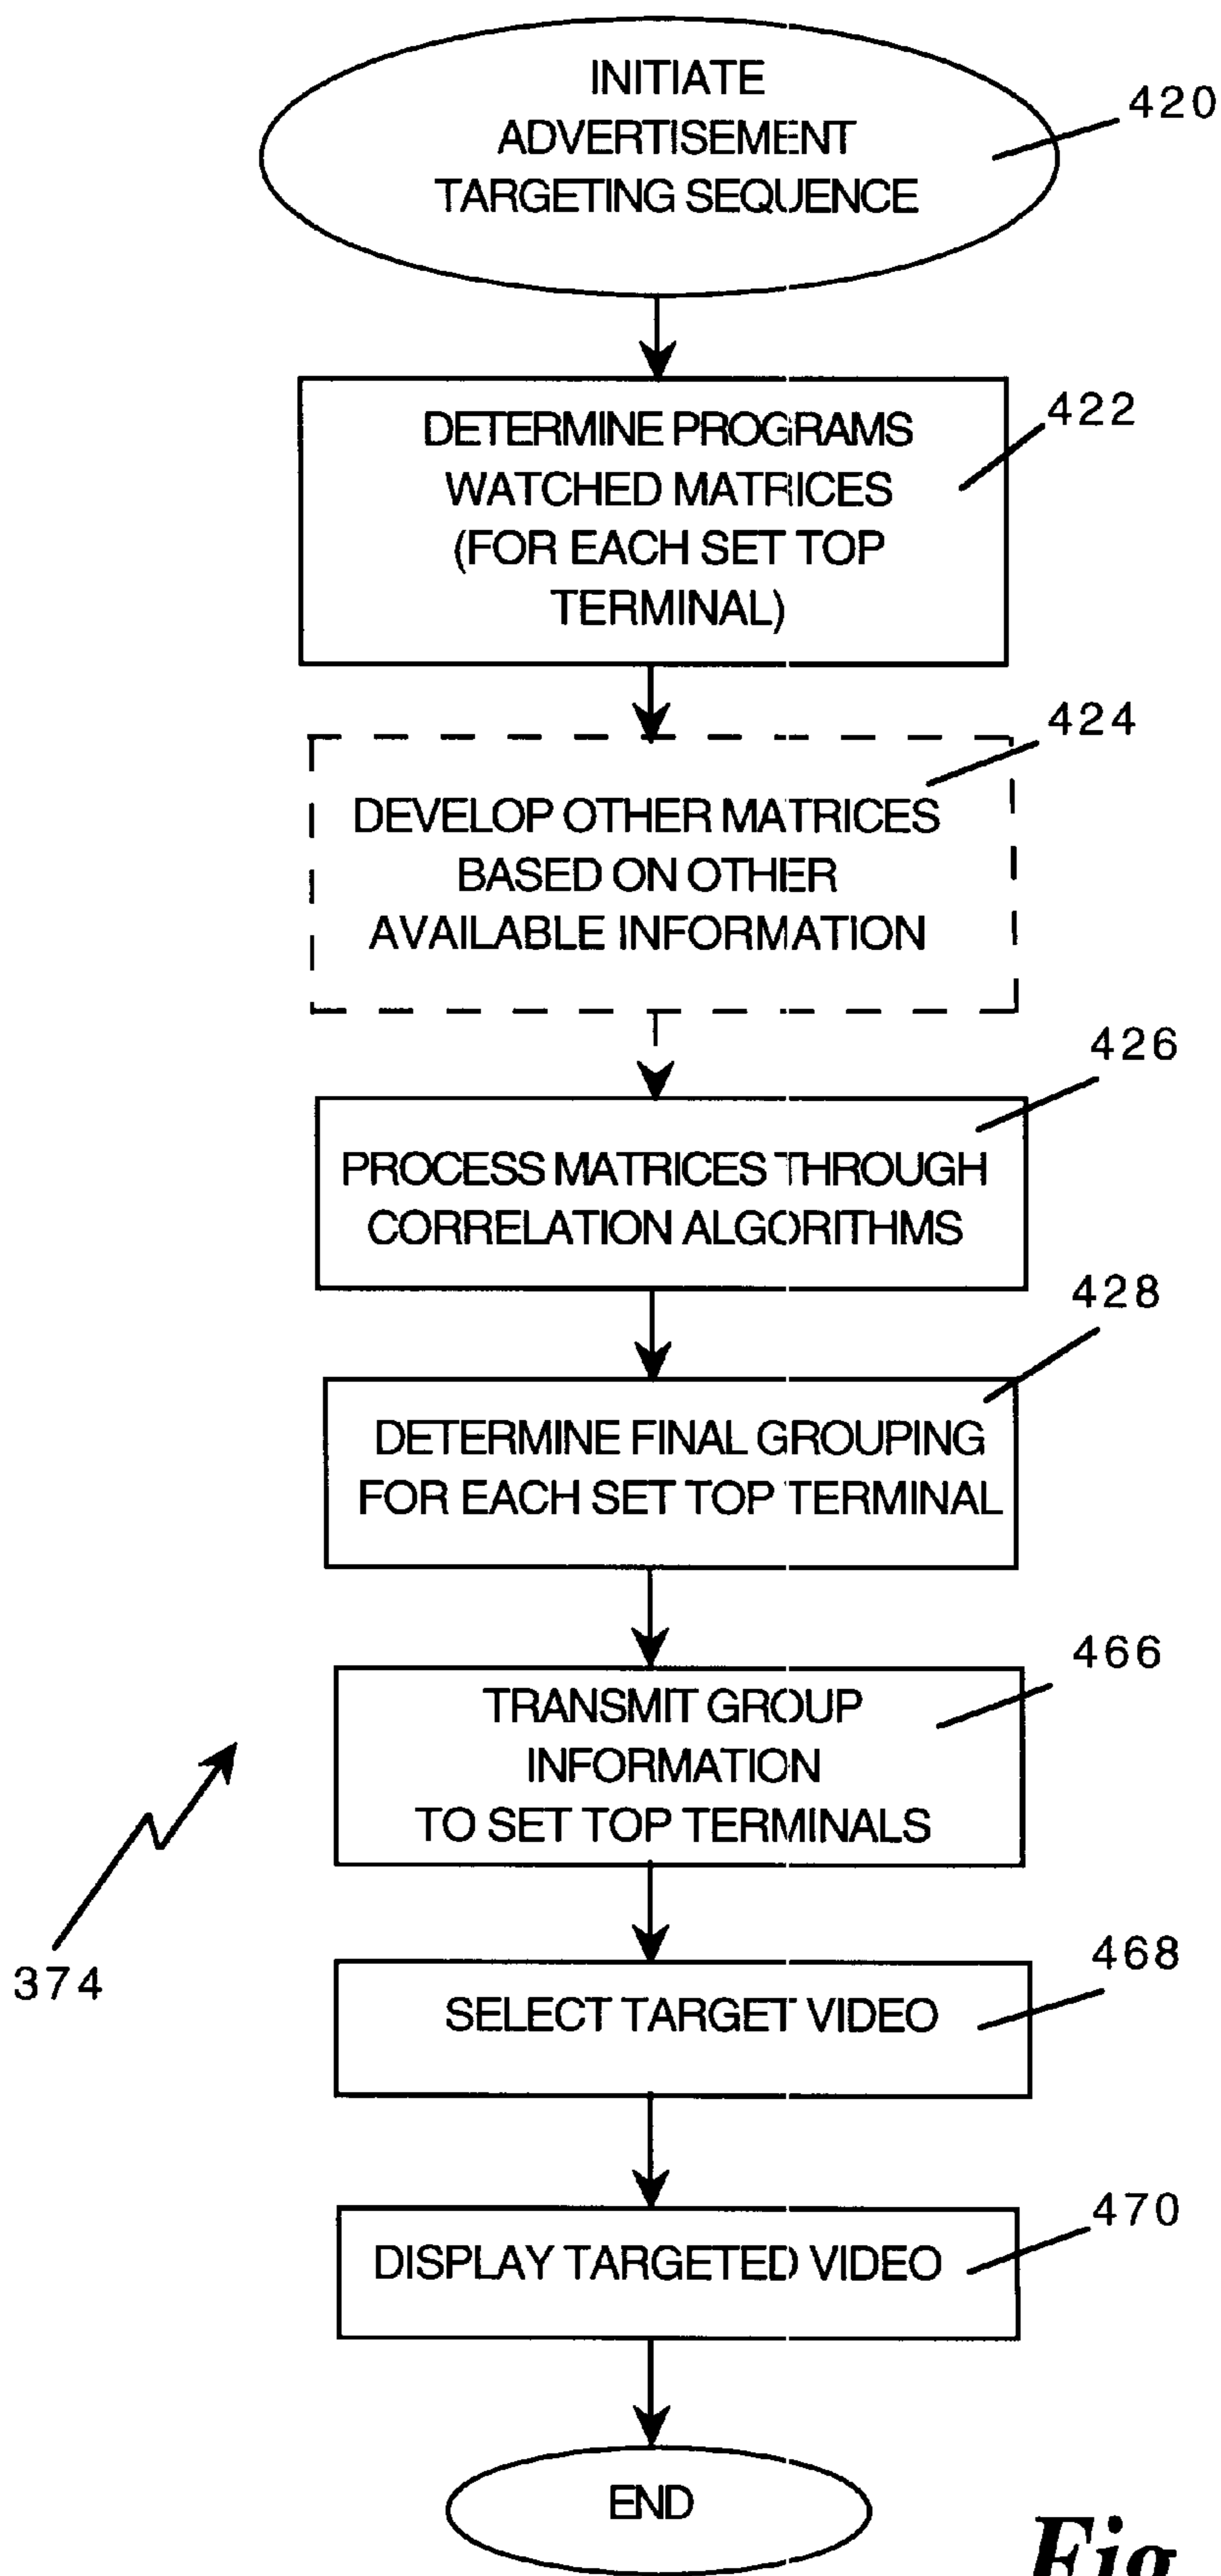 INITIATE
ADVERTISEMENT
TARGETING SEQUENCE
420
DETERMINE PROGRAMS
WATCHED MATRICES
(FOR EACH SET TOP
TERMINAL)
422
DEVELOP OTHER MATRICES
BASED ON OTHER
AVAILABLE INFORMATION
424
PROCESS MATRICES THROUGH
CORRELATION ALGORITHMS
426
DETERMINE FINAL GROUPING
FOR EACH SET TOP TERMINAL
428
TRANSMIT GROUP
INFORMATION
TO SET TOP TERMINALS
466
374
SELECT TARGET VIDEO
468
DISPLAY TARGETED VIDEO
470
END
Fig